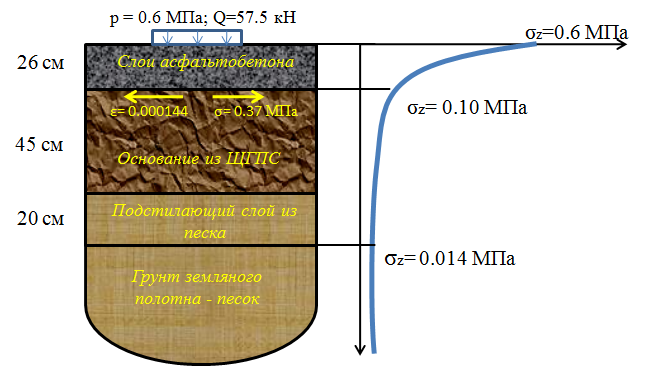 p = 0.6 МПа; Q=57.5 кН
σz=0.6 МПа
26 см
Слои асфальтобетона
ε= 0.000144
σ= 0.37 МПа
σz= 0.10 МПа
45 см
Основание из ЩГПС
20 см
Подстилающий слой из
песка
σz= 0.014 МПа
Грунт земляного
полотна - песок